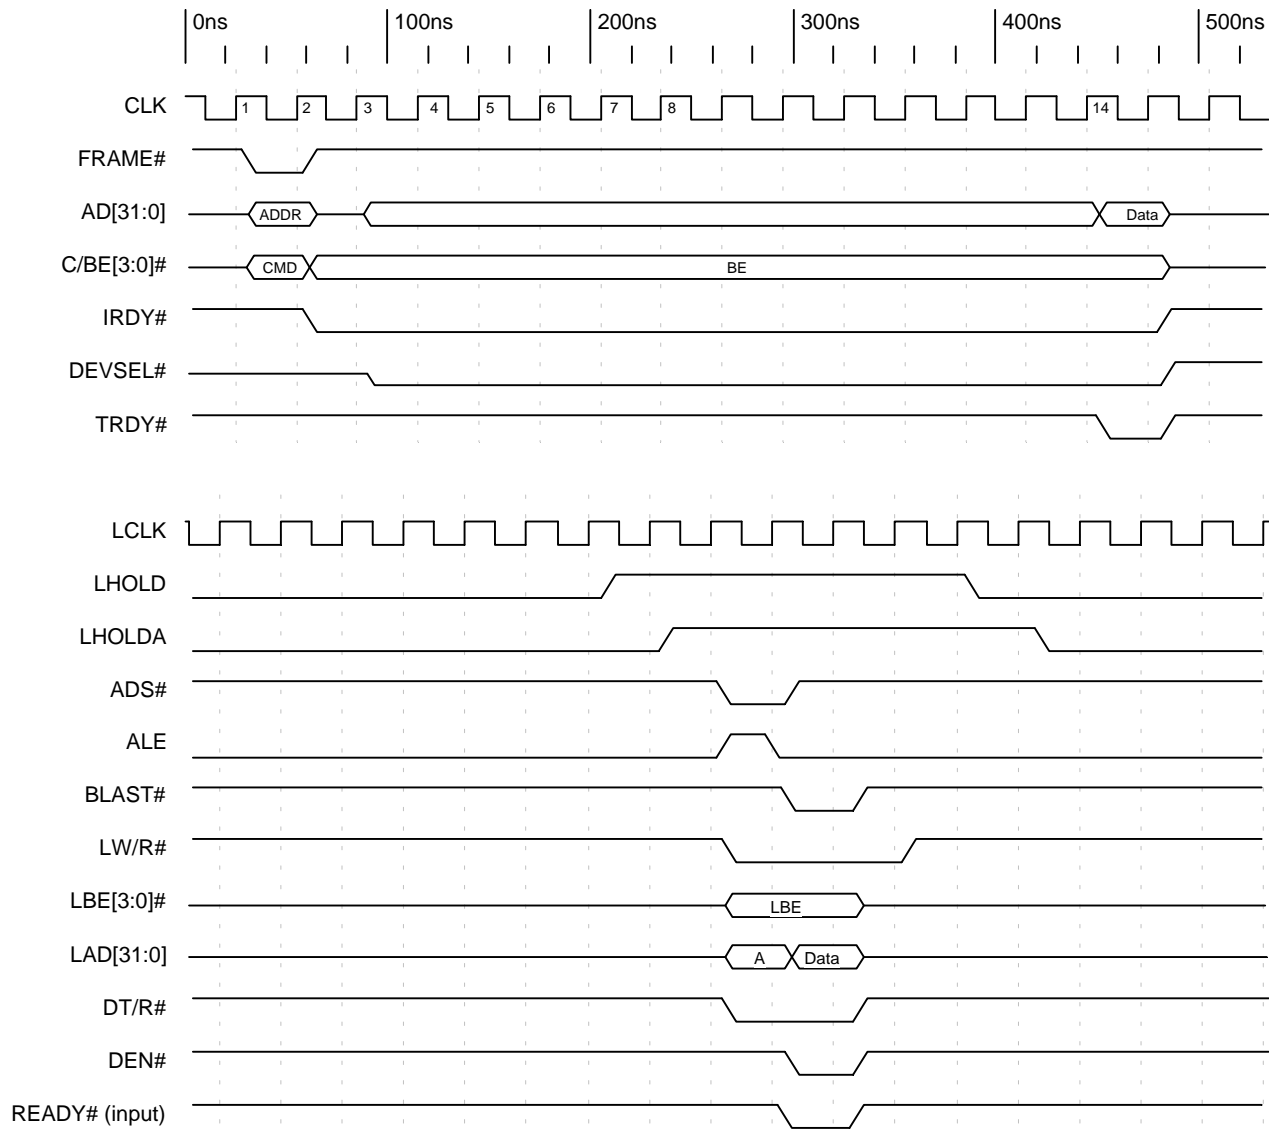 0ns 100ns 200ns 300ns 400ns 500ns
CLK 1 2 3 4 5 6 7 8 14
FRAME#
AD[31:0] ADDR Data
C/BE[3:0]# CMD BE
IRDY#
DEVSEL#
TRDY#
LCLK
LHOLD
LHOLDA
ADS#
ALE
BLAST#
LW/R#
LBE[3:0]# LBE
LAD[31:0] A Data
DT/R#
DEN#
READY# (input)